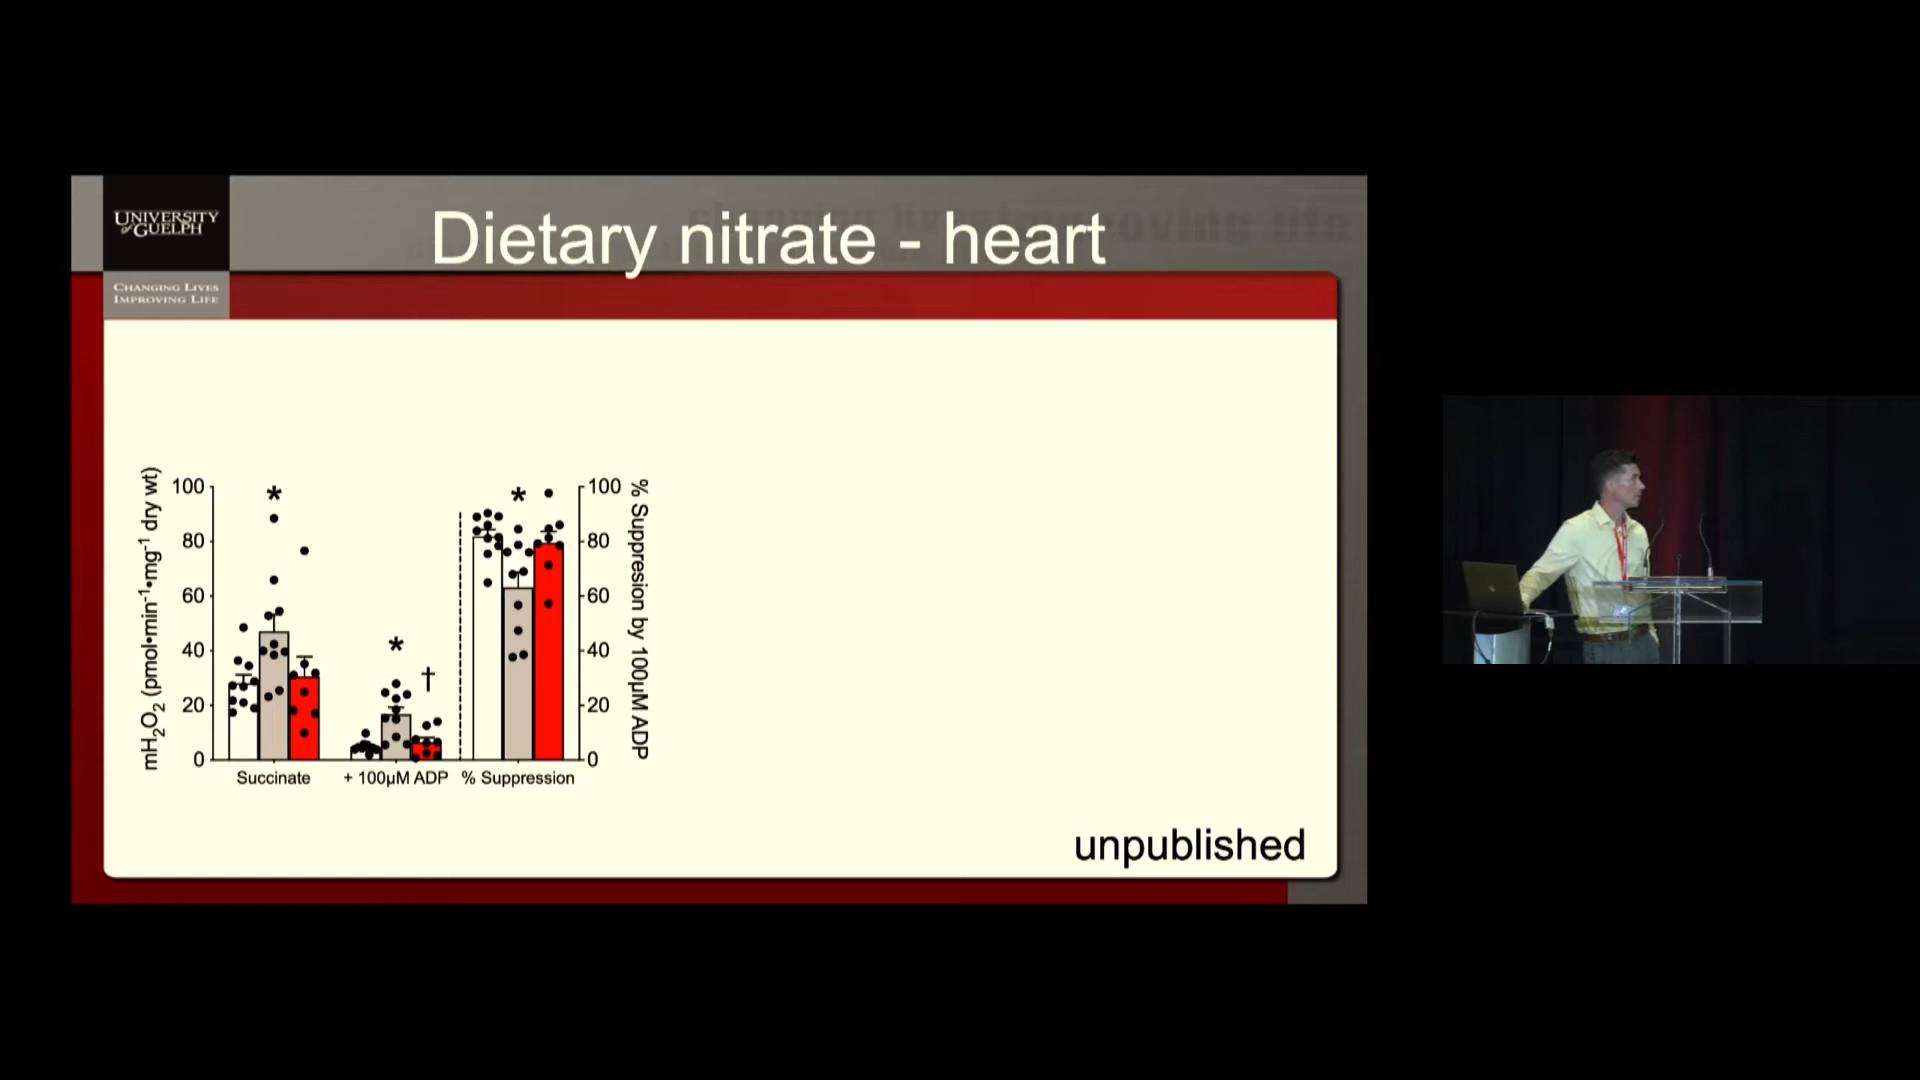 UNIVERSITY
of GUELPH
CHANGING LIVES
IMPROVING LIFE
Dietary nitrate - heart
mH2O2 (pmol•min-1•mg-1 dry wt)
100
80
60
40
20
0
*
*
†
*
Succinate
+ 100µM ADP
% Suppression
100
80
60
40
20
0
% Suppresion by 100µM ADP
unpublished